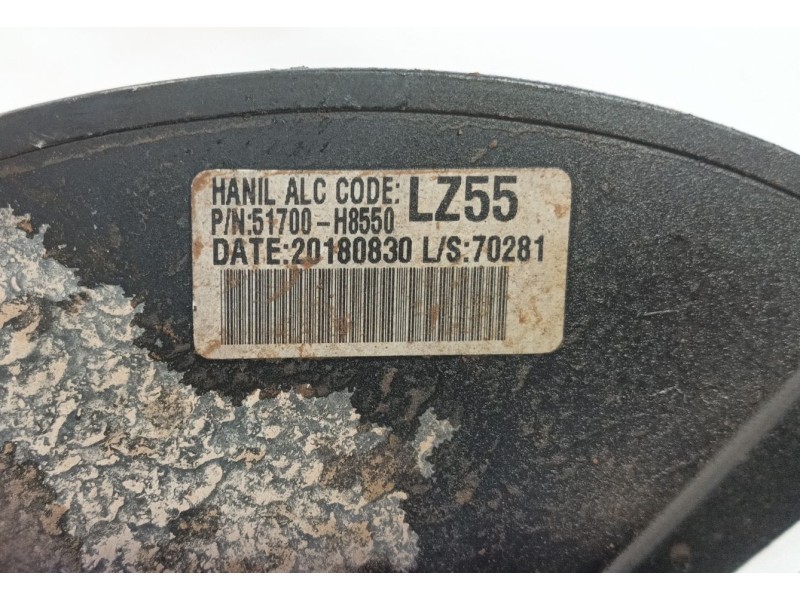 HANIL ALC CODE: LZ55
P/N:51700-H8550
DATE:20180830 L/S:70281